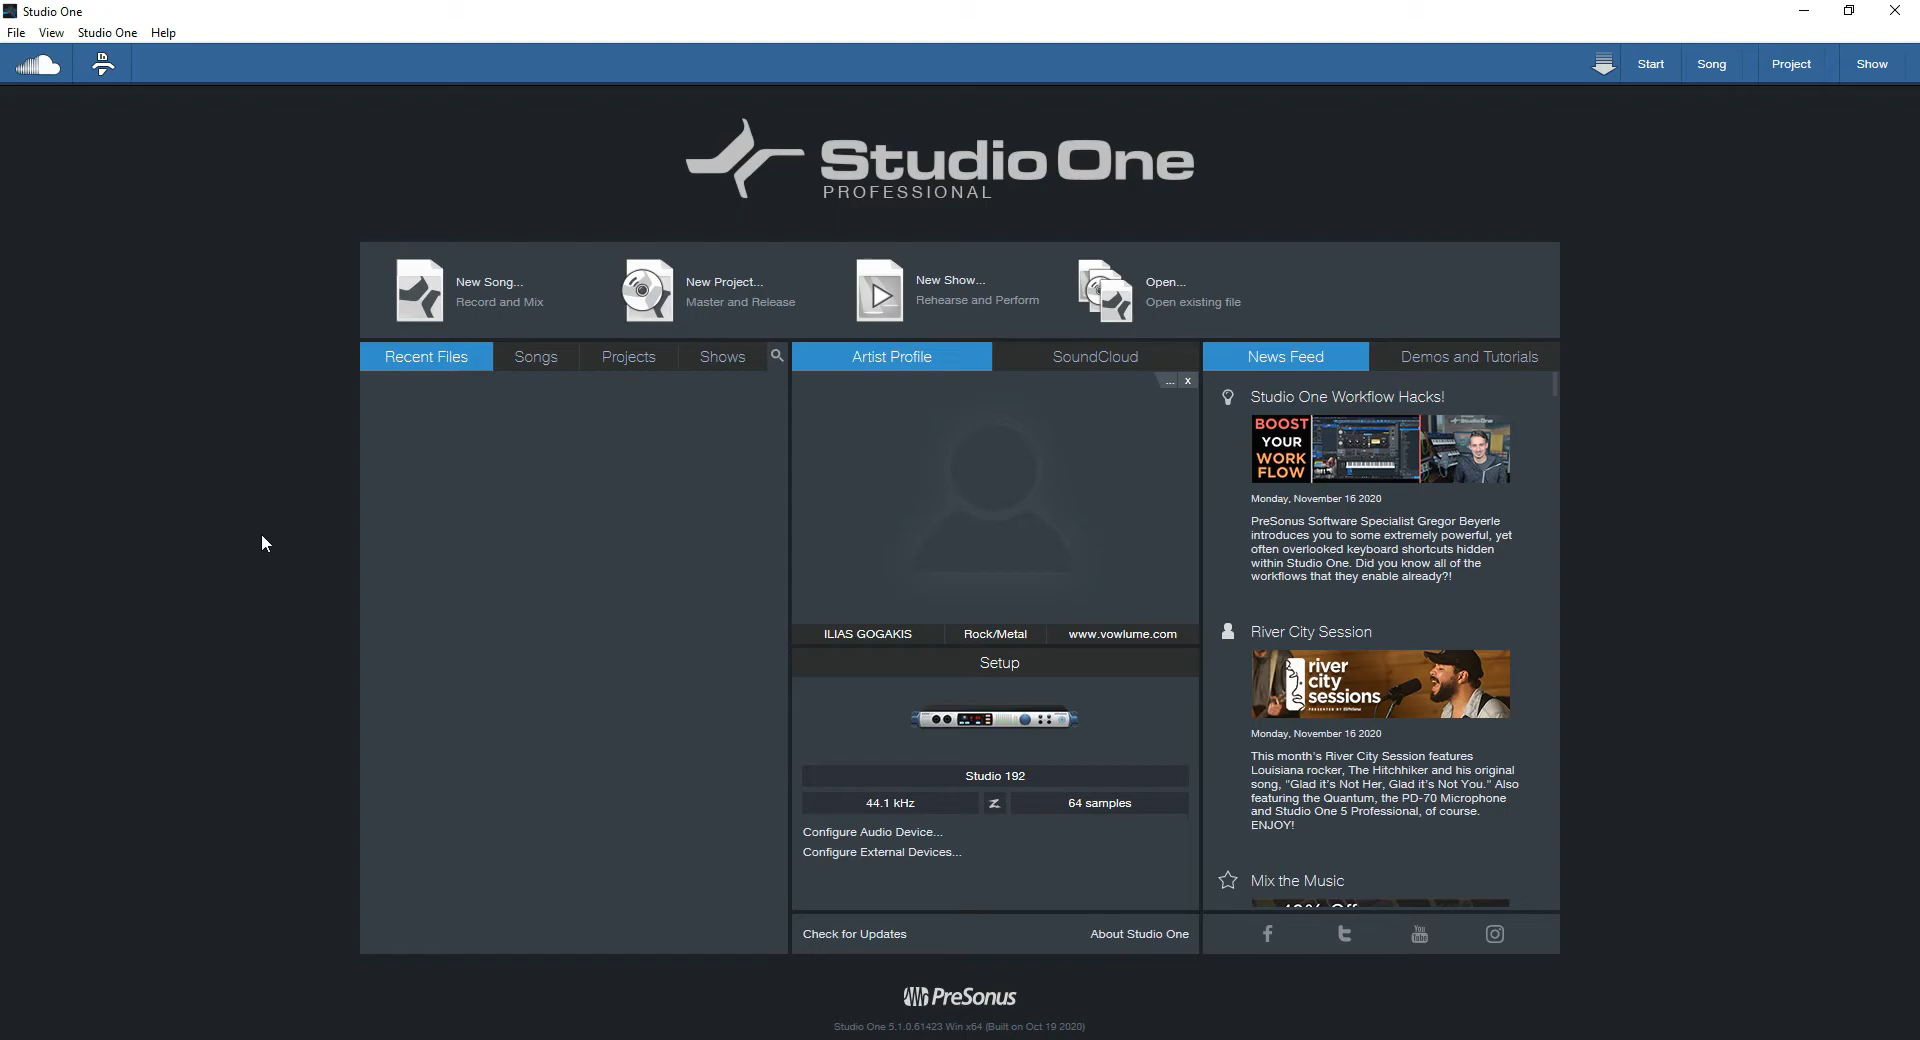 Studio One
File View Studio One Help
Start Song Project Show
Studio One
PROFESSIONAL
New Song...
Record and Mix
New Project...
Master and Release
New Show...
Rehearse and Perform
Open...
Open existing file
Recent Files Songs Projects Shows
Artist Profile SoundCloud
... x
ILIAS GOGAKIS Rock/Metal www.vowlume.com
Setup
Studio 192
44.1 kHz Z 64 samples
Configure Audio Device...
Configure External Devices...
Check for Updates About Studio One
News Feed Demos and Tutorials
Studio One Workflow Hacks!
BOOST
YOUR
WORK
FLOW
StudioOne
Monday, November 16 2020
PreSonus Software Specialist Gregor Beyerle
introduces you to some extremely powerful, yet
often overlooked keyboard shortcuts hidden
within Studio One. Did you know all of the
workflows that they enable already?!
River City Session
river
city
sessions
Monday, November 16 2020
This month's River City Session features
Louisiana rocker, The Hitchhiker and his original
song, "Glad it's Not Her, Glad it's Not You." Also
featuring the Quantum, the PD-70 Microphone
and Studio One 5 Professional, of course.
ENJOY!
Mix the Music
f You Tube
PreSonus
Studio One 5.1.0.61423 Win x64 (Built on Oct 19 2020)